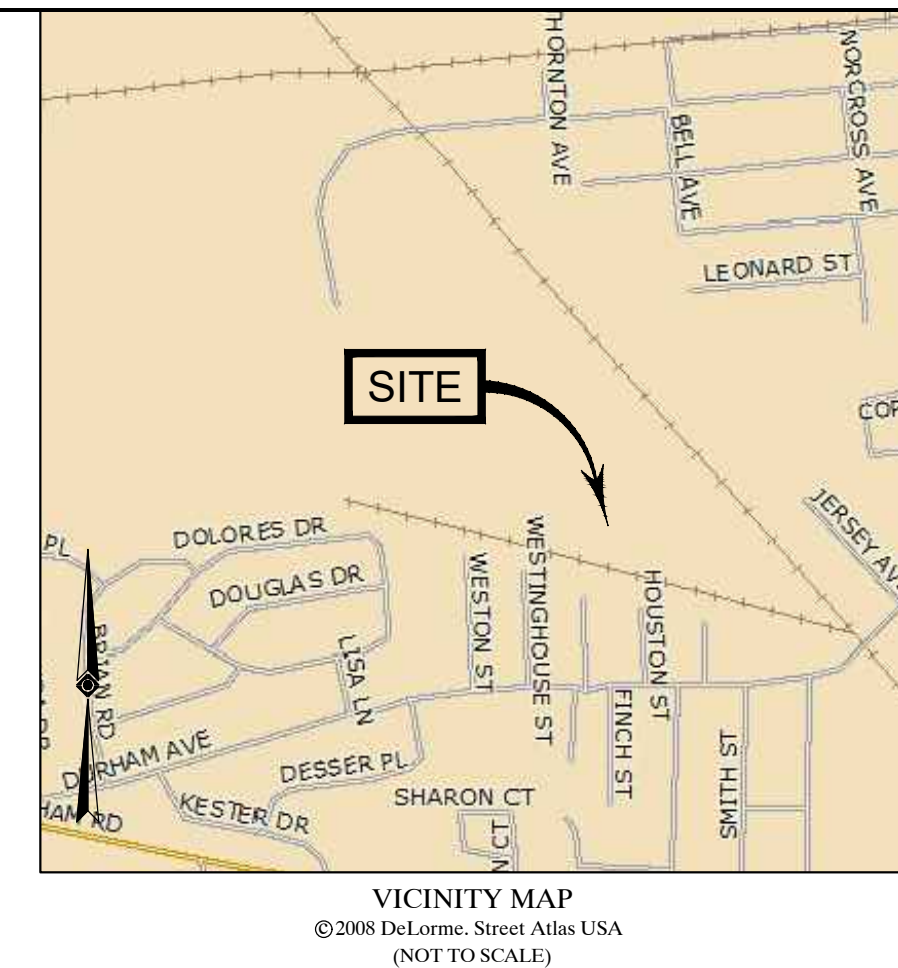 THORNTON AVE
NORCROSS AVE
BELL AVE
LEONARD ST
SITE
COR
JERSEY AV
PL
DOLORES DR
DOUGLAS DR
WESTON ST
WESTINGHOUSE ST
HOUSTON ST
BRIAN RD
LISA LN
DURHAM AVE
DESSER PL
FINCH ST
SMITH ST
HAM RD
KESTER DR
SHARON CT
N CT
VICINITY MAP
©2008 DeLorme. Street Atlas USA
(NOT TO SCALE)